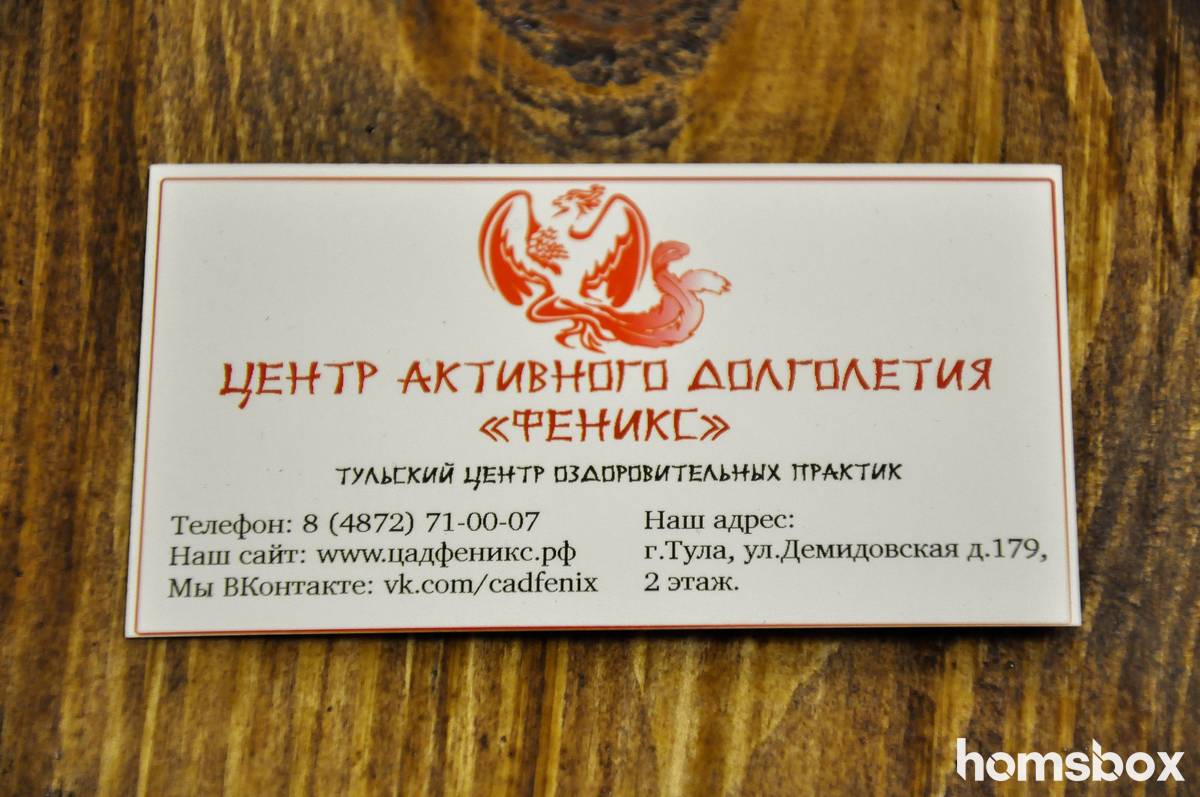 ЦЕНТР АКТИВНОГО ДОЛГОЛЕТИЯ
«ФЕНИКС»
ТУЛЬСКИЙ ЦЕНТР ОЗДОРОВИТЕЛЬНЫХ ПРАКТИК
Телефон: 8 (4872) 71-00-07
Наш сайт: www.цадфеникс.рф
Мы ВКонтакте: vk.com/cadfenix
Наш адрес:
г.Тула, ул.Демидовская д.179,
2 этаж.
homsbox